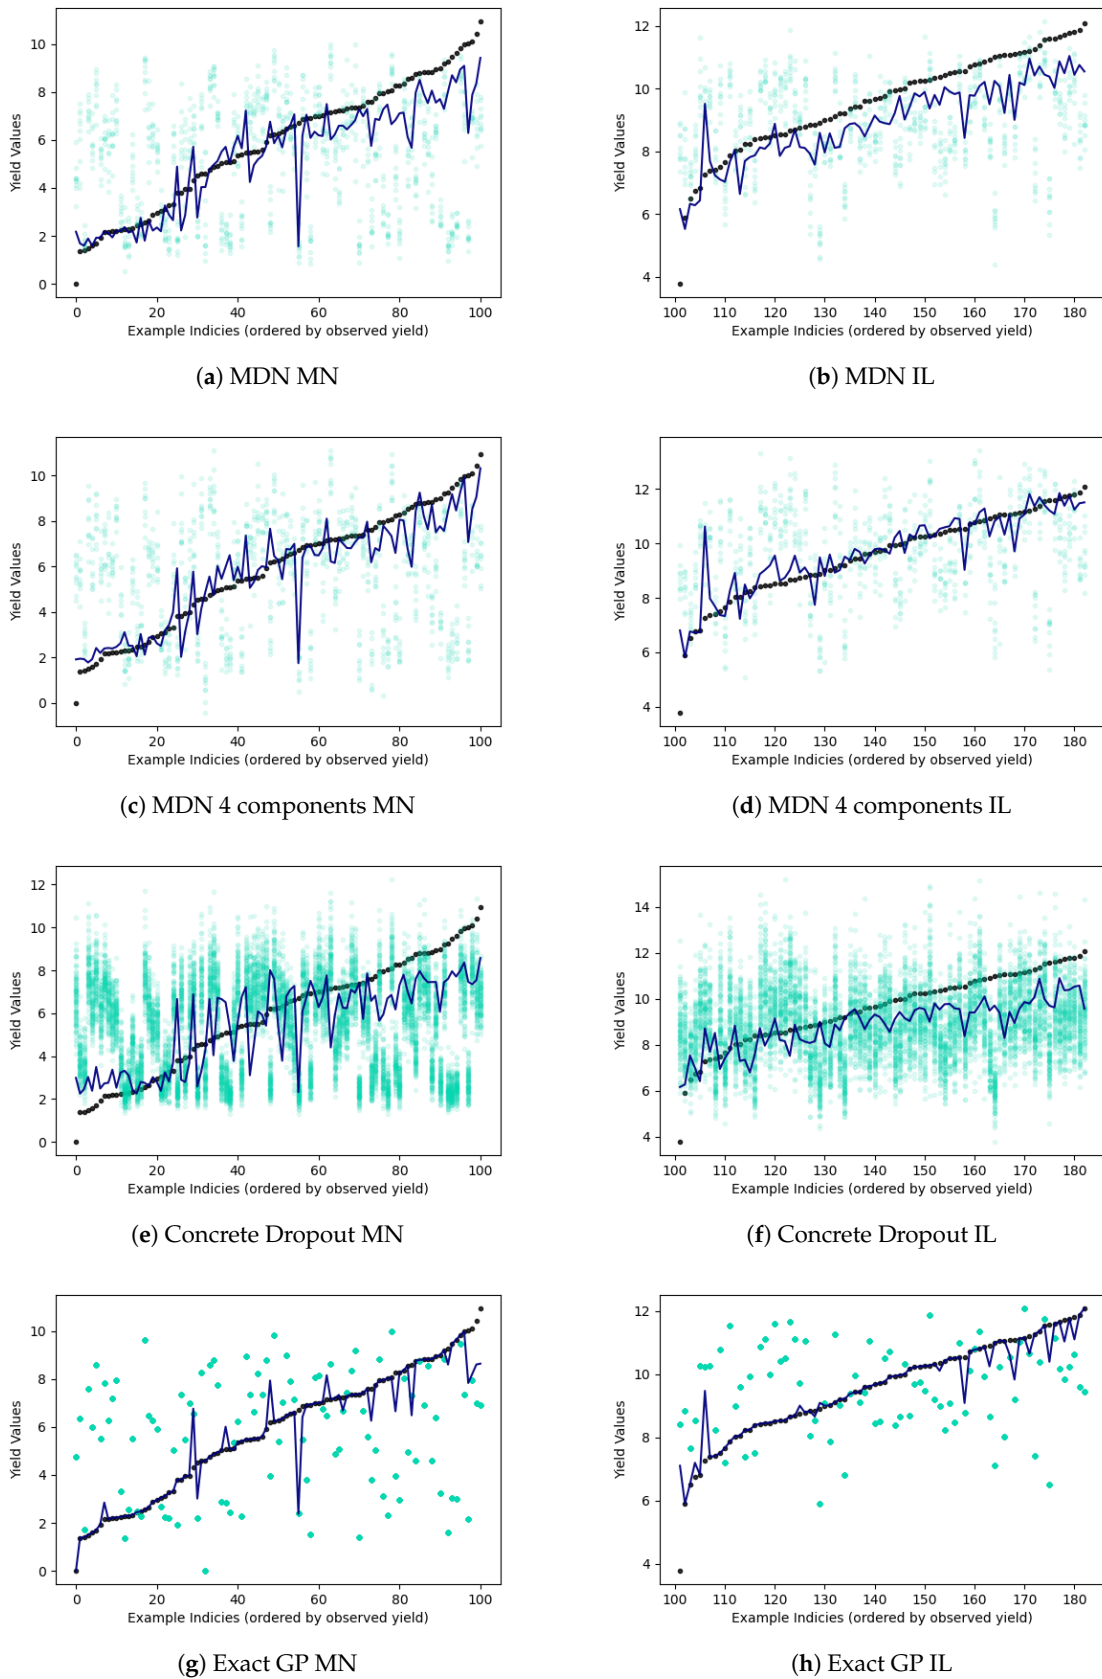 10
8
6
4
2
0
Yield Values
0 20 40 60 80 100
Example Indicies (ordered by observed yield)
(a) MDN MN
12
10
8
6
4
Yield Values
100 110 120 130 140 150 160 170 180
Example Indicies (ordered by observed yield)
(b) MDN IL
10
8
6
4
2
0
Yield Values
0 20 40 60 80 100
Example Indicies (ordered by observed yield)
(c) MDN 4 components MN
12
10
8
6
4
Yield Values
100 110 120 130 140 150 160 170 180
Example Indicies (ordered by observed yield)
(d) MDN 4 components IL
12
10
8
6
4
2
0
Yield Values
0 20 40 60 80 100
Example Indicies (ordered by observed yield)
(e) Concrete Dropout MN
14
12
10
8
6
4
Yield Values
100 110 120 130 140 150 160 170 180
Example Indicies (ordered by observed yield)
(f) Concrete Dropout IL
10
8
6
4
2
0
Yield Values
0 20 40 60 80 100
Example Indicies (ordered by observed yield)
(g) Exact GP MN
12
10
8
6
4
Yield Values
100 110 120 130 140 150 160 170 180
Example Indicies (ordered by observed yield)
(h) Exact GP IL